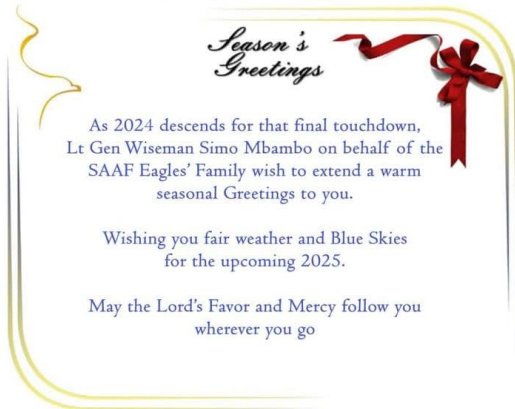 Season's
Greetings
As 2024 descends for that final touchdown,
Lt Gen Wiseman Simo Mbambo on behalf of the
SAAF Eagles' Family wish to extend a warm
seasonal Greetings to you.
Wishing you fair weather and Blue Skies
for the upcoming 2025.
May the Lord's Favor and Mercy follow you
wherever you go